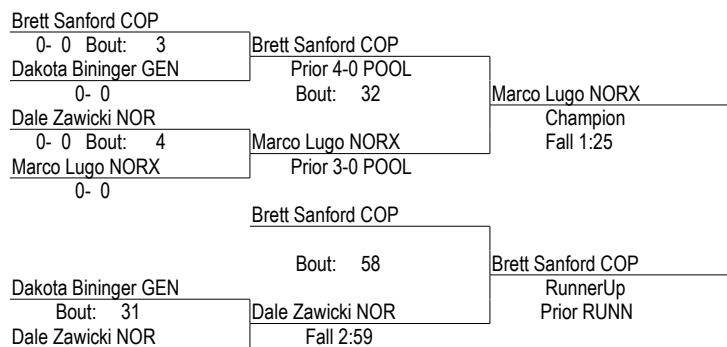 Brett Sanford COP
0- 0 Bout: 3
Brett Sanford COP
Dakota Bininger GEN
Prior 4-0 POOL
0- 0
Bout: 32
Marco Lugo NORX
Dale Zawicki NOR
Champion
0- 0 Bout: 4
Marco Lugo NORX
Fall 1:25
Marco Lugo NORX
Prior 3-0 POOL
0- 0
Brett Sanford COP
Bout: 58
Brett Sanford COP
Dakota Bininger GEN
RunnerUp
Bout: 31
Dale Zawicki NOR
Prior RUNN
Dale Zawicki NOR
Fall 2:59